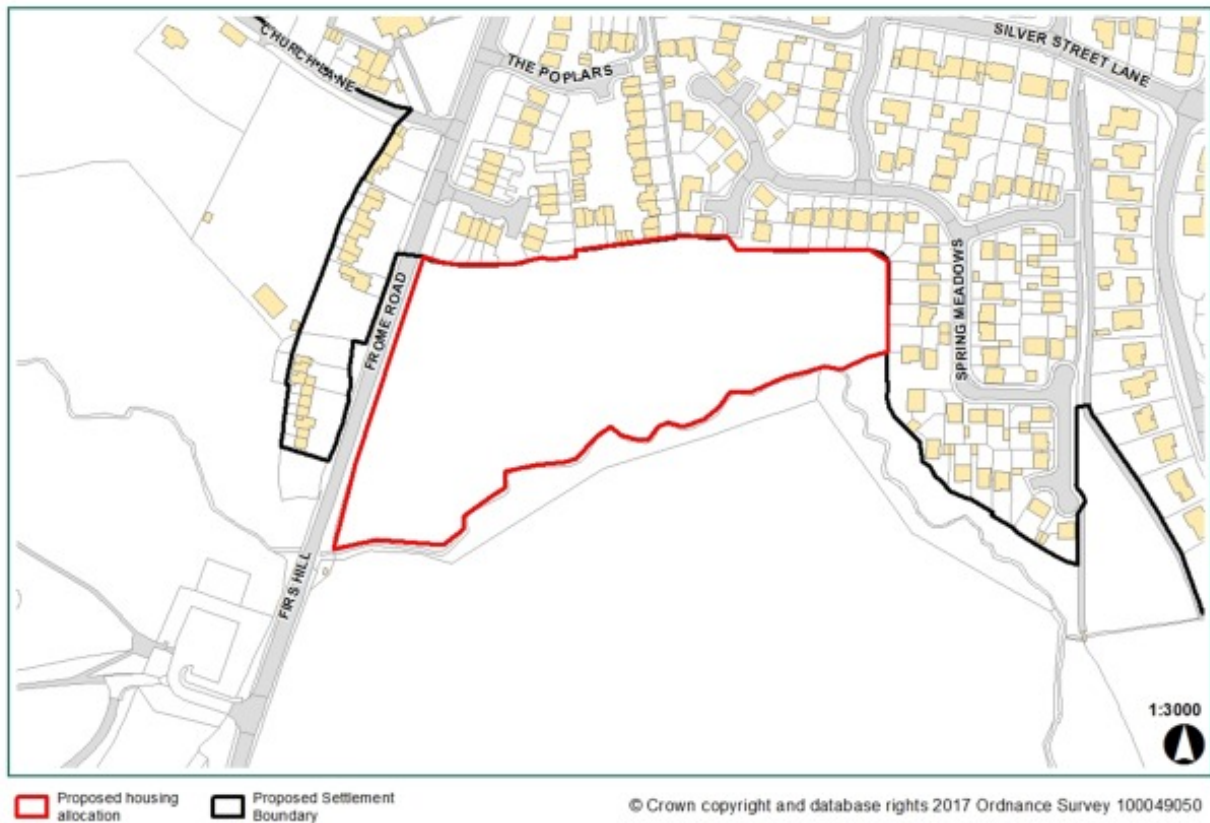 CHURCH LANE
THE POPLARS
SILVER STREET LANE
FROME ROAD
SPRING MEADOWS
FIRS HILL
1:3000
Proposed housing
allocation
Proposed Settlement
Boundary
© Crown copyright and database rights 2017 Ordnance Survey 100049050